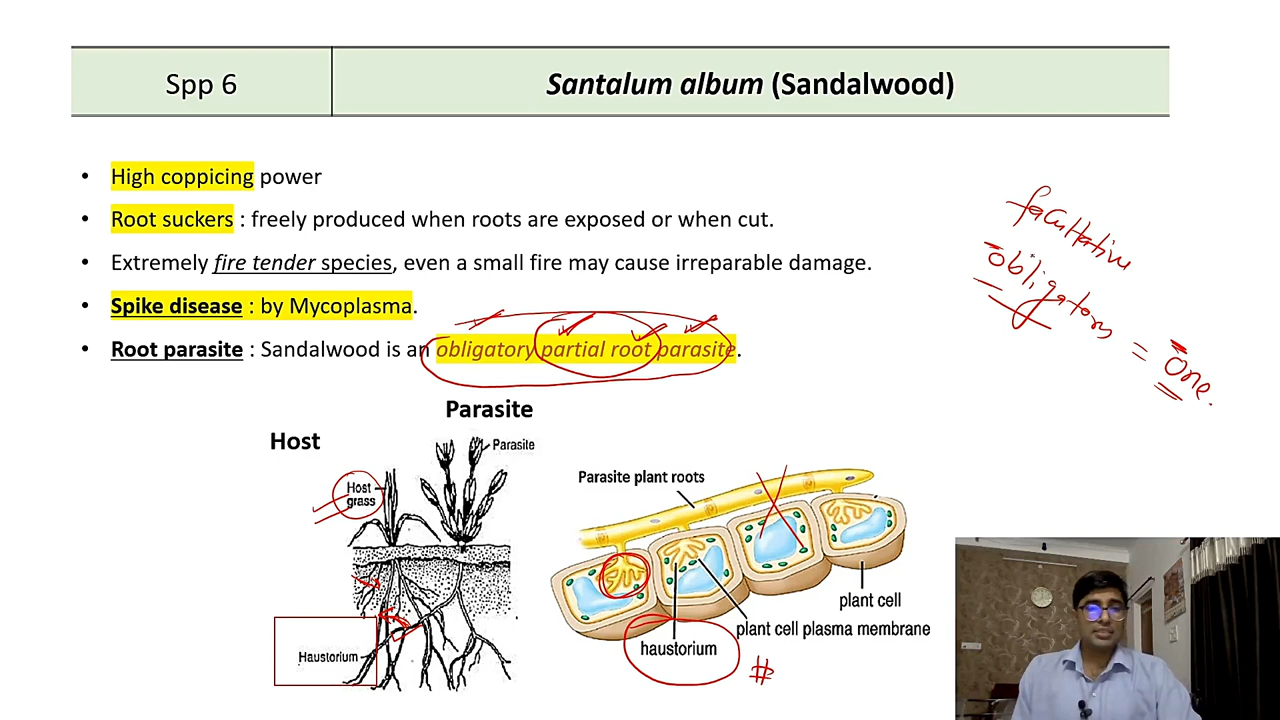 Spp 6
Santalum album (Sandalwood)
• High coppicing power
• Root suckers : freely produced when roots are exposed or when cut.
• Extremely fire tender species, even a small fire may cause irreparable damage.
• Spike disease : by Mycoplasma.
• Root parasite : Sandalwood is an obligatory partial root parasite.
facultative
obligatory = one.
Parasite
Host
Parasite
Host
grass
Haustorium
Parasite plant roots
plant cell
plant cell plasma membrane
haustorium
#